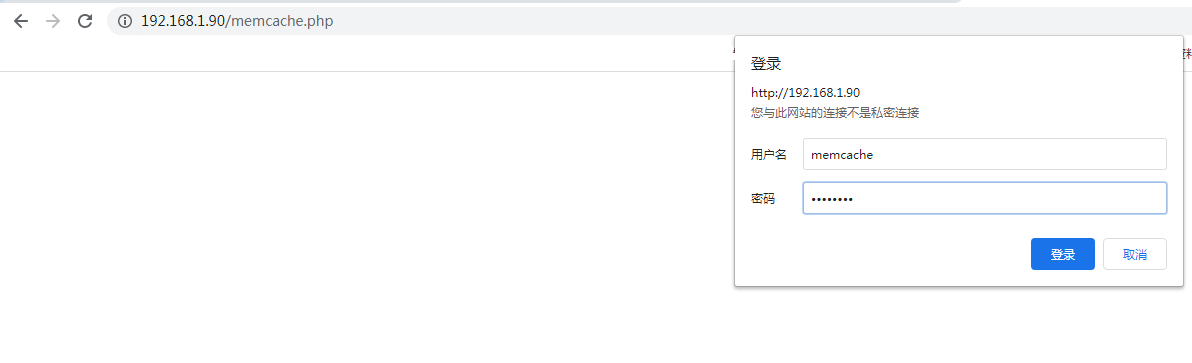 192.168.1.90/memcache.php
登录
http://192.168.1.90
您与此网站的连接不是私密连接
用户名 memcache
密码 ••••••••
登录 取消